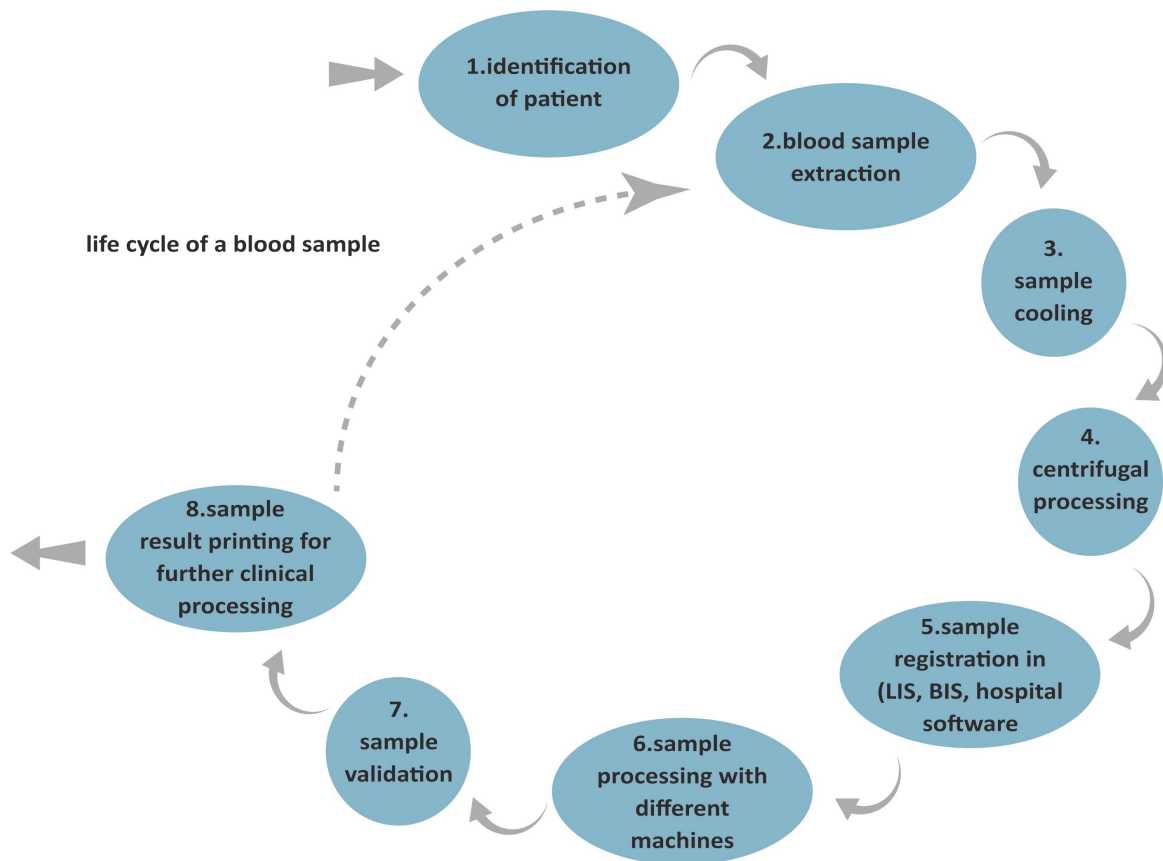 1.identification
of patient
2.blood sample
extraction
life cycle of a blood sample
3.
sample
cooling
4.
centrifugal
processing
5.sample
registration in
(LIS, BIS, hospital
software
6.sample
processing with
different
machines
7.
sample
validation
8.sample
result printing for
further clinical
processing